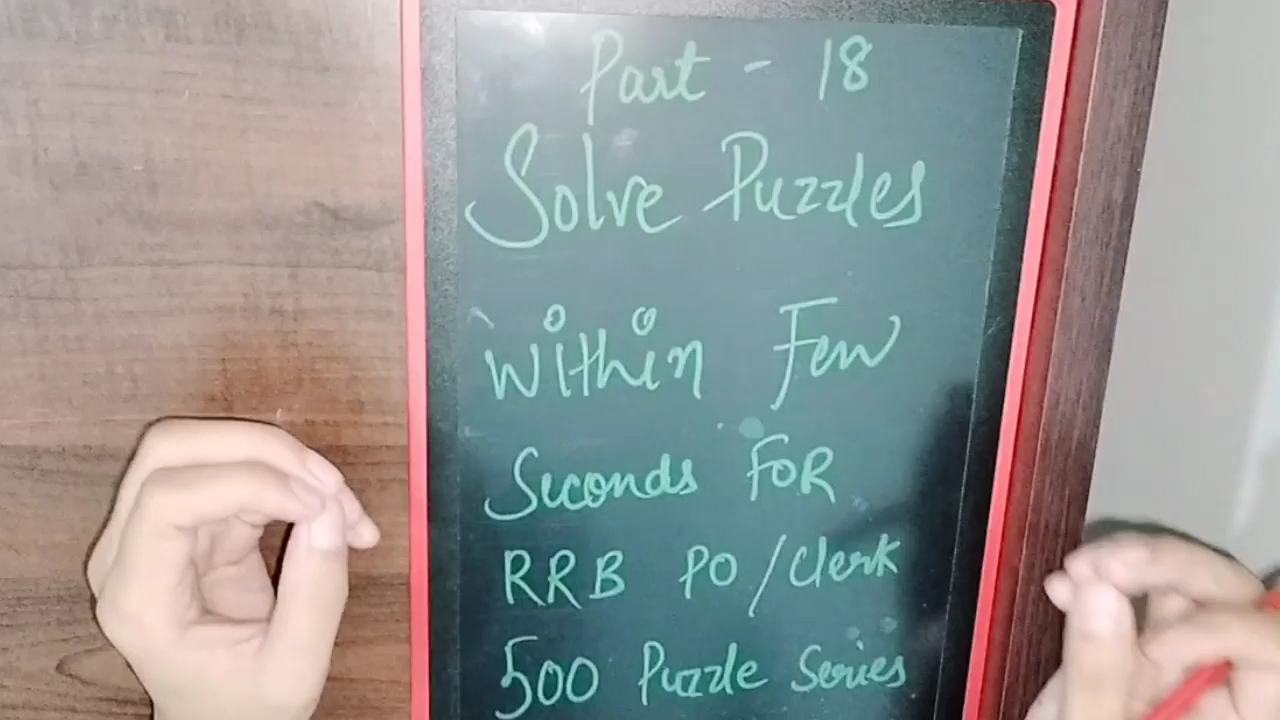 Part - 18
Solve Puzzles
Within Few
Seconds FOR
RRB PO/Clerk
500 Puzzle Series